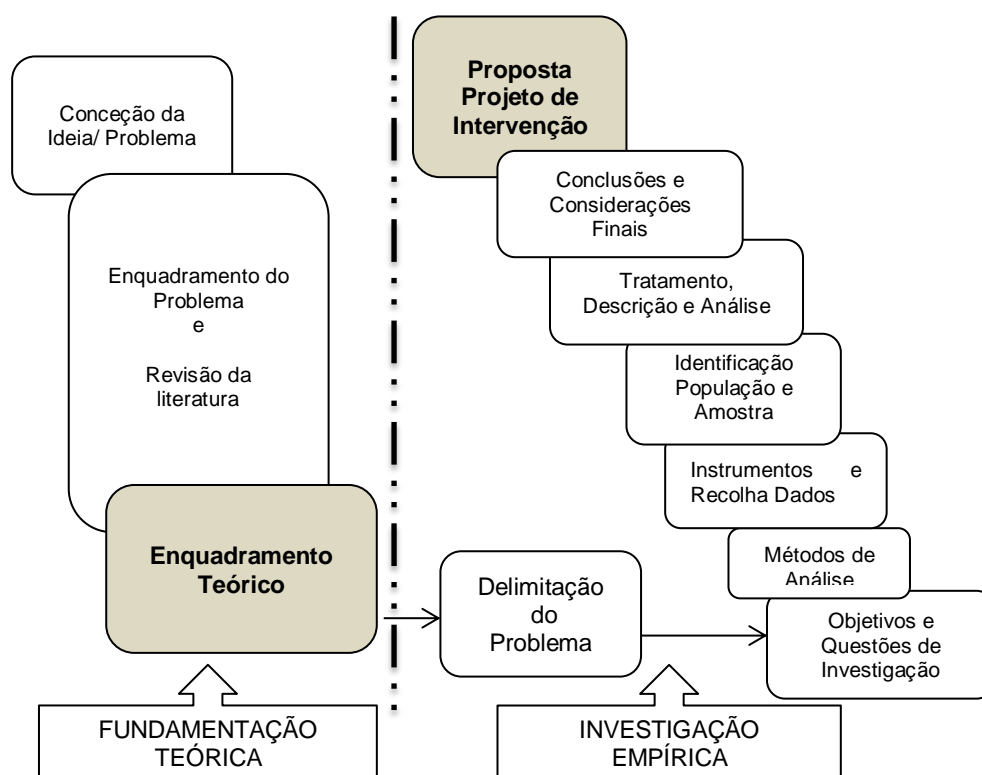 Conceção da
Ideia/ Problema
Enquadramento do
Problema
e
Revisão da
literatura
Enquadramento
Teórico
FUNDAMENTAÇÃO
TEÓRICA
Proposta
Projeto de
Intervenção
Conclusões e
Considerações
Finais
Tratamento,
Descrição e Análise
Identificação
População e
Amostra
Instrumentos e
Recolha Dados
Métodos de
Análise
Delimitação
do
Problema
Objetivos e
Questões de
Investigação
INVESTIGAÇÃO
EMPÍRICA